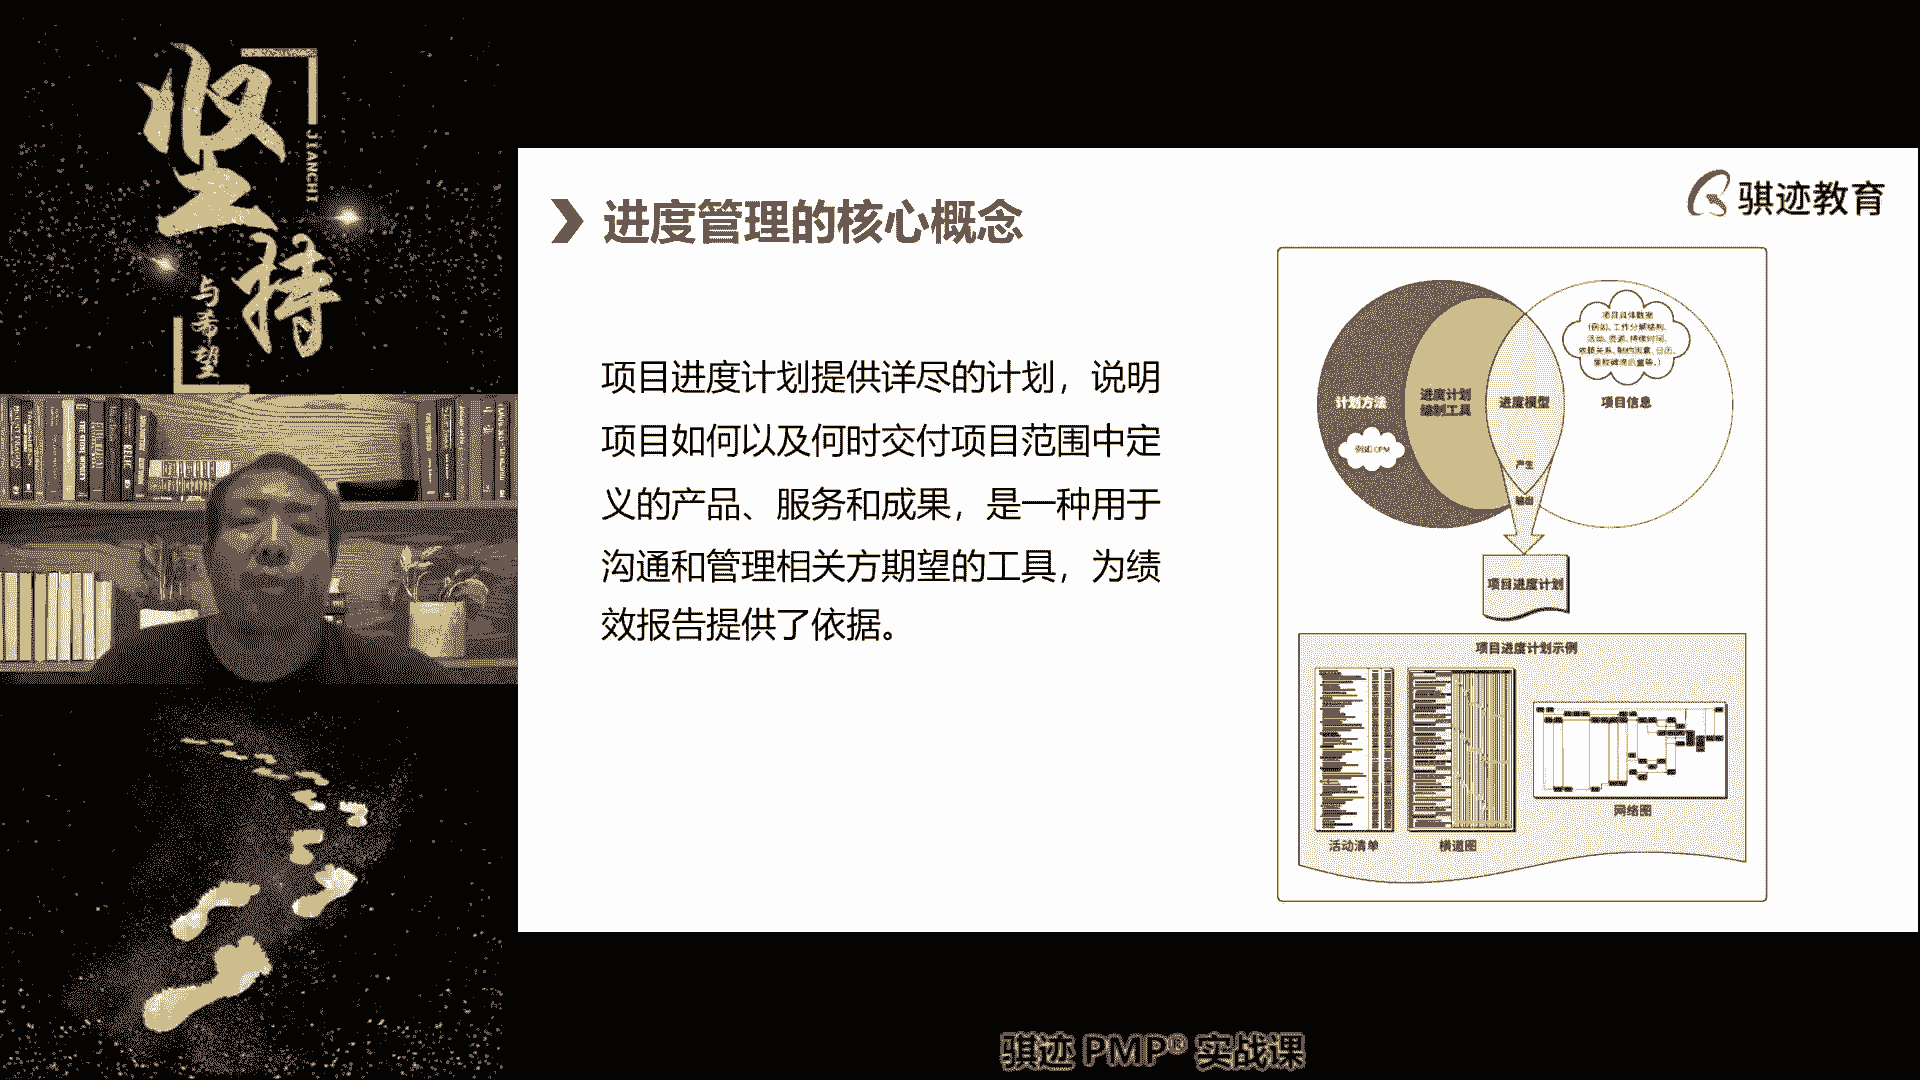 坚持
JIANCHI
与希望
进度管理的核心概念
骐迹教育
项目进度计划提供详尽的计划，说明
项目如何以及何时交付项目范围中定
义的产品、服务和成果，是一种用于
沟通和管理相关方期望的工具，为绩
效报告提供了依据。
项目具体数据
(例如，工作分解结构、
活动、资源、持续时间、
依赖关系、制约因素、日历、
里程碑
计划方法
例如 CPM
进度计划
编制工具
进度模型
项目信息
产生
输出
项目进度计划
项目进度计划示例
活动清单
横道图
网络图
骐迹 PMP® 实战课